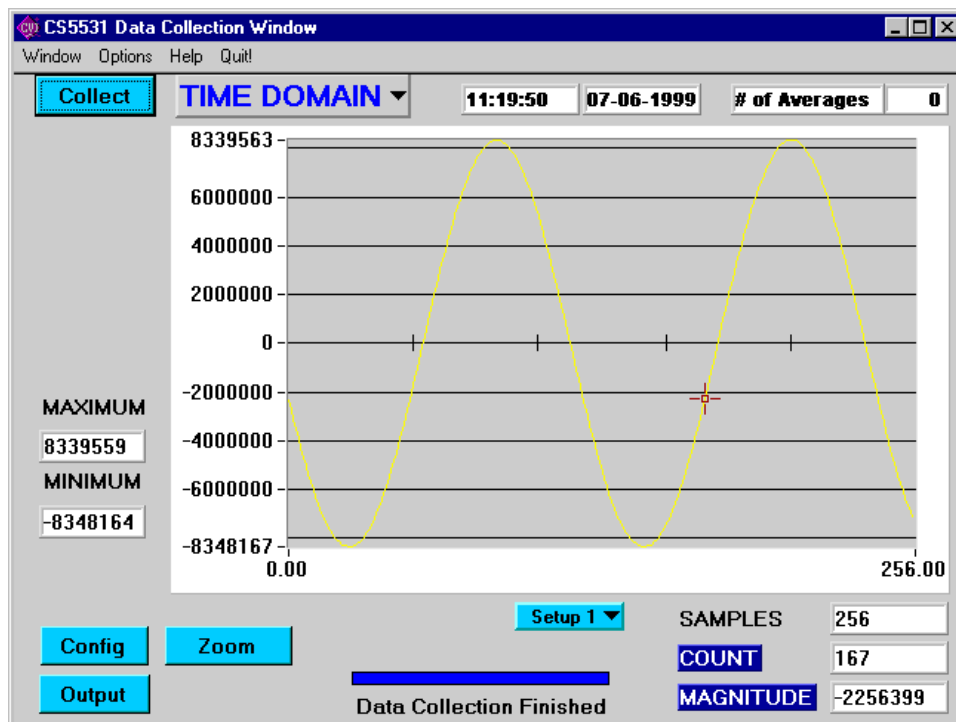 CVI CS5531 Data Collection Window
Window Options Help Quit!
Collect TIME DOMAIN 11:19:50 07-06-1999 # of Averages 0
8339563
6000000
4000000
2000000
0
-2000000
-4000000
-6000000
-8348167
0.00 256.00
MAXIMUM
8339559
MINIMUM
-8348164
Setup 1
SAMPLES 256
Config Zoom
COUNT 167
Output
Data Collection Finished
MAGNITUDE -2256399